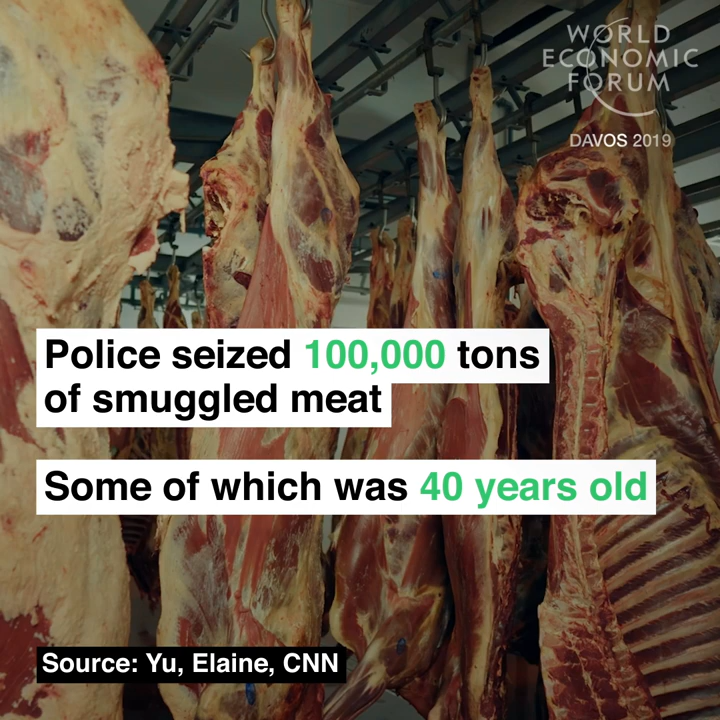 WORLD
ECONOMIC
FORUM
DAVOS 2019
Police seized 100,000 tons
of smuggled meat
Some of which was 40 years old
Source: Yu, Elaine, CNN